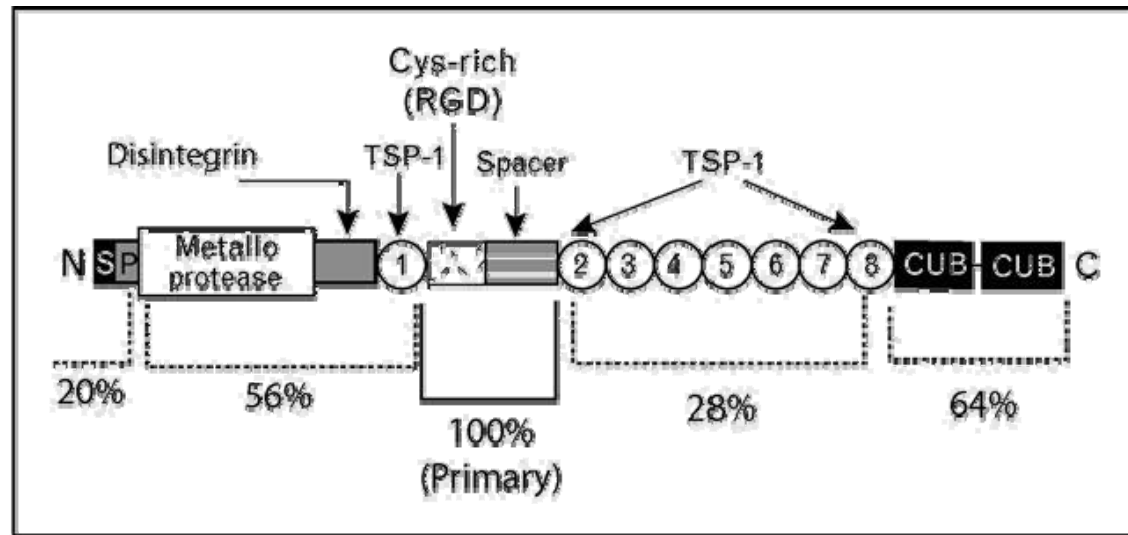 Cys-rich
(RGD)
Disintegrin
TSP-1
Spacer
TSP-1
N
S
P
Metallo
protease
1
2
3
4
5
6
7
8
CUB
CUB
C
20%
56%
100%
(Primary)
28%
64%